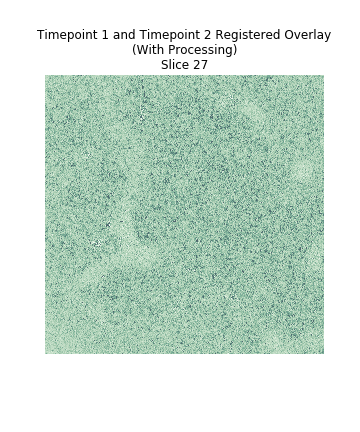 Timepoint 1 and Timepoint 2 Registered Overlay
(With Processing)
Slice 27